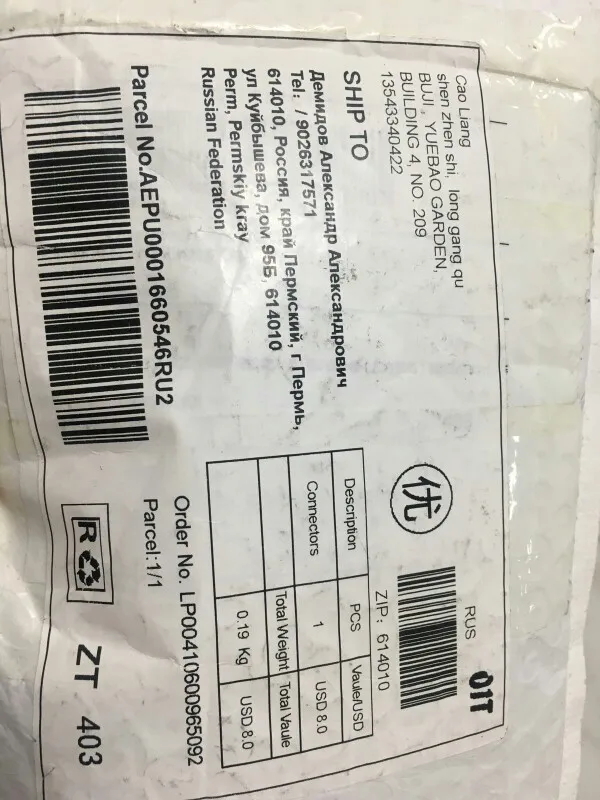 Cao Liang
shen zhen shi, long gang qu
BUJI, YUEBAO GARDEN,
BUILDING 4, NO. 209
13543340422
RUS
01T
优
ZIP: 614010
SHIP TO
Демидов Александр Александрович
Tel: / 9026317571
614010, Россия, край Пермский, г Пермь,
ул Куйбышева, дом 95Б, 614010
Perm, Permskiy kray
Russian Federation
Description PCS Vaule/USD
Connectors 1 USD 8.0
Total Weight Total Vaule
0.19 Kg USD.8.0
Parcel No.AEPU0001660546RU2
Order No. LP00410600965092
Parcel:1/1
R
ZT 403